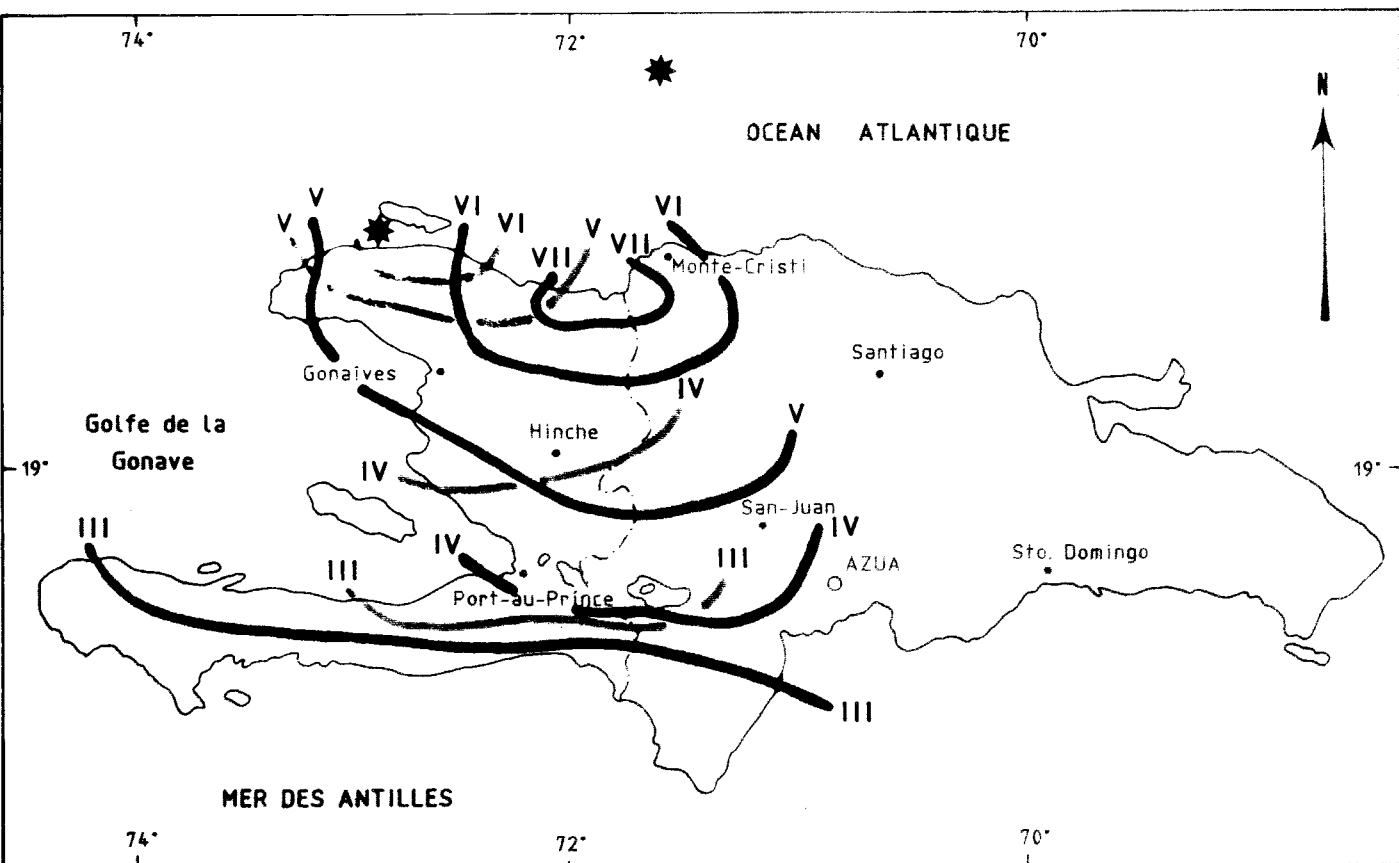 74°
72°
70°
N
OCEAN ATLANTIQUE
V
V
VI
VI
V
VII
VII
VI
Monte-Cristi
Santiago
Gonaïves
IV
V
Golfe de la
Gonave
Hinche
19°
19°
IV
San-Juan
III
IV
IV
III
III
AZUA
Sto. Domingo
Port-au-Prince
III
MER DES ANTILLES
74°
72°
70°